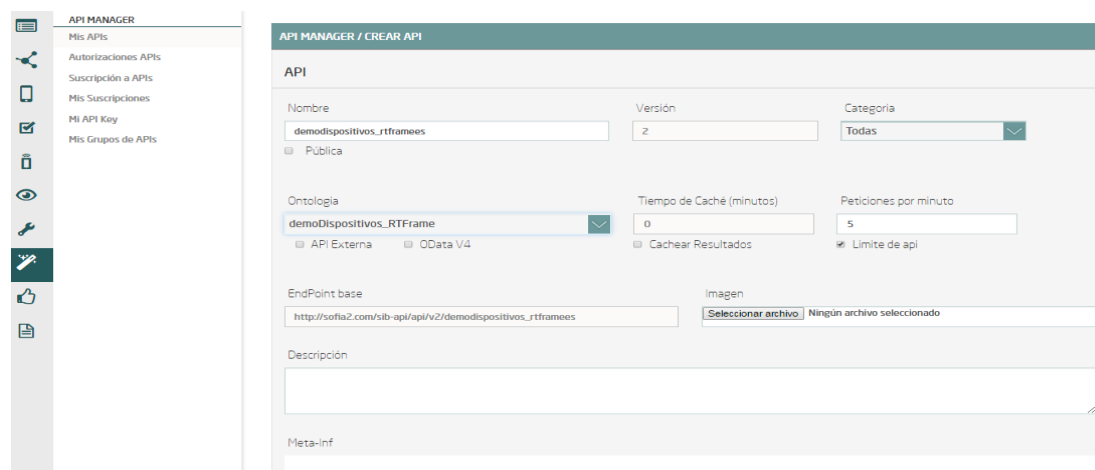 API MANAGER
Mis APIs
Autorizaciones APIs
Suscripción a APIs
Mis Suscripciones
Mi API Key
Mis Grupos de APIs
API MANAGER / CREAR API
API
Nombre
Versión
Categoria
demodispositivos_rtframees
2
Todas
Pública
Ontologia
Tiempo de Caché (minutos)
Peticiones por minuto
demoDispositivos_RTFrame
0
5
API Externa
OData V4
Cachear Resultados
Limite de api
EndPoint base
Imagen
http://sofia2.com/sib-api/api/v2/demodispositivos_rtframees
Seleccionar archivo Ningún archivo seleccionado
Descripción
Meta-Inf